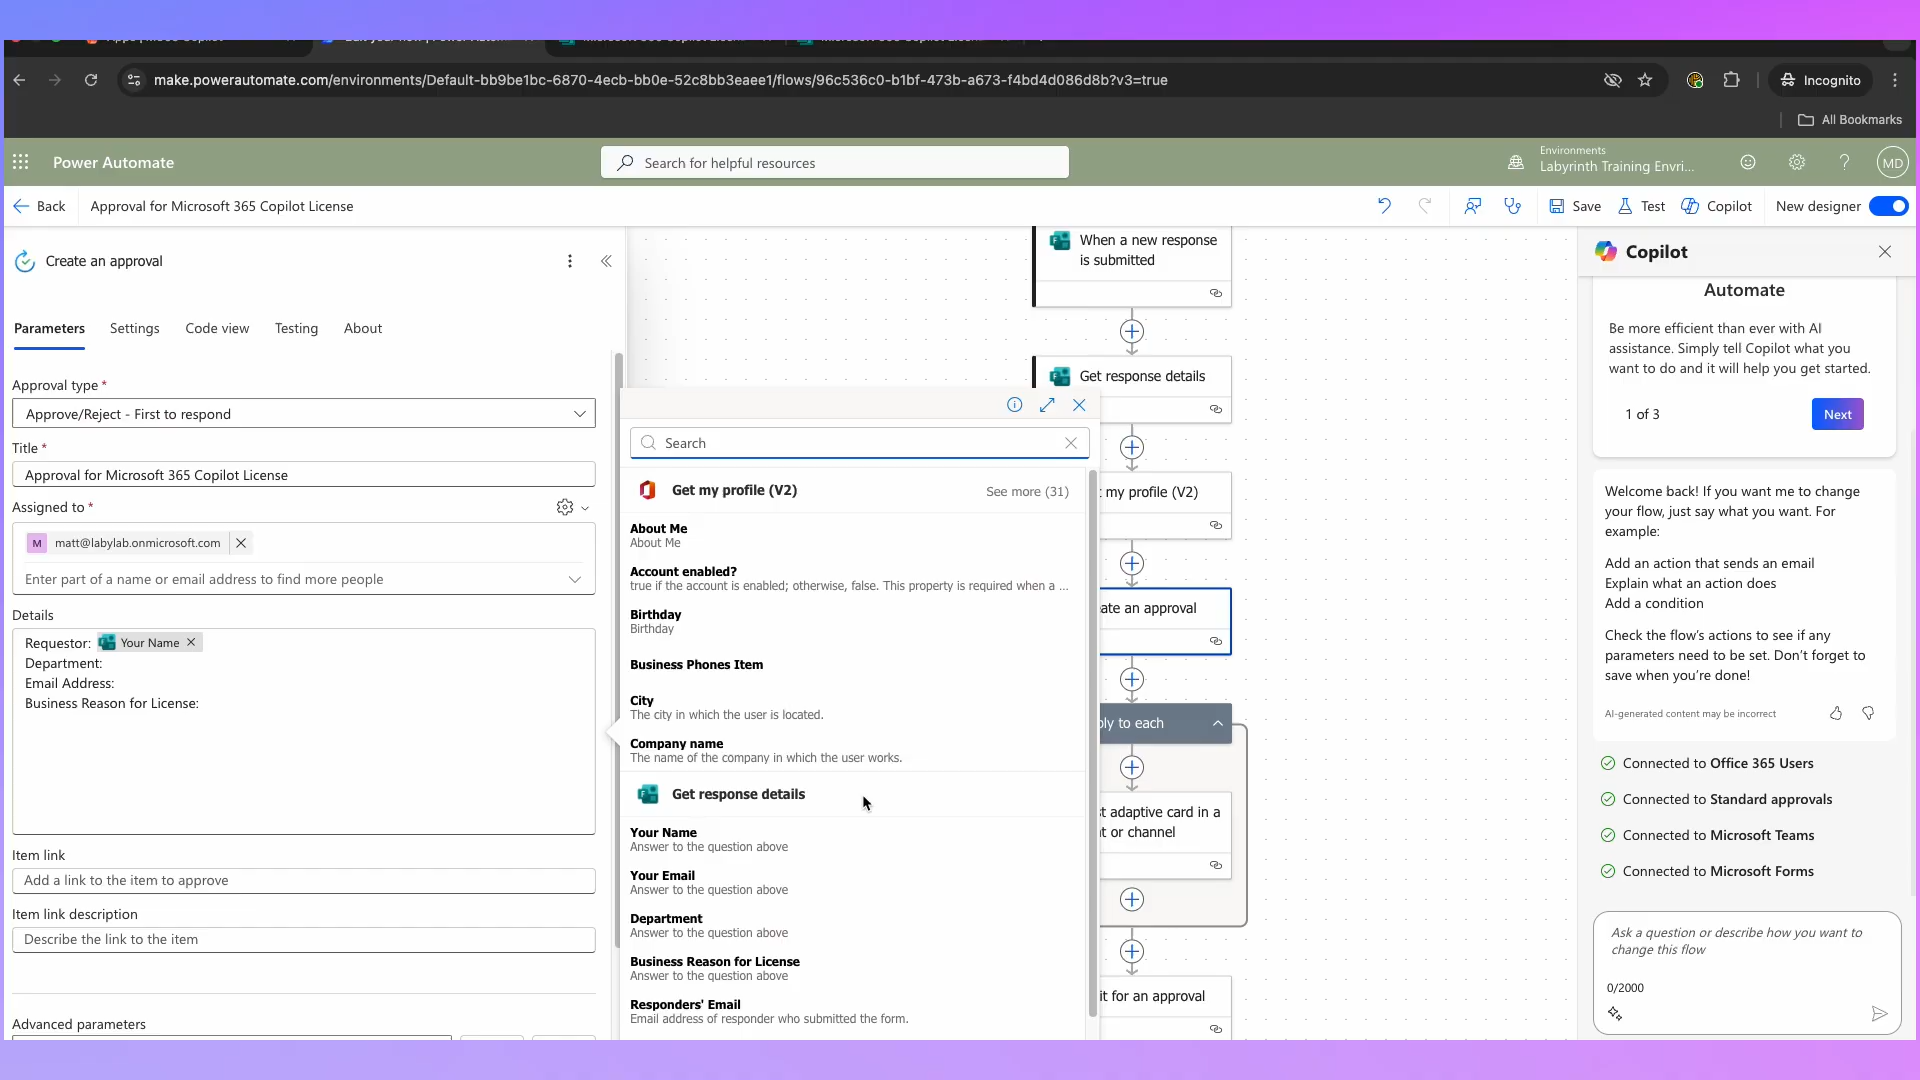 make.powerautomate.com/environments/Default-bb9be1bc-6870-4ecb-bb0e-52c8bb3eaee1/flows/96c536c0-b1bf-473b-a673-f4bd4d086d8b?v3=true
Incognito
All Bookmarks
Power Automate
Search for helpful resources
Environments
Labyrinth Training Envri...
MD
Back
Approval for Microsoft 365 Copilot License
Save
Test
Copilot
New designer
Create an approval
Parameters
Settings
Code view
Testing
About
Approval type *
Approve/Reject - First to respond
Title *
Approval for Microsoft 365 Copilot License
Assigned to *
M
matt@labylab.onmicrosoft.com
Enter part of a name or email address to find more people
Details
Requestor: Your Name
Department:
Email Address:
Business Reason for License:
Item link
Add a link to the item to approve
Item link description
Describe the link to the item
Advanced parameters
Search
Get my profile (V2)
See more (31)
About Me
About Me
Account enabled?
true if the account is enabled; otherwise, false. This property is required when a ...
Birthday
Birthday
Business Phones Item
City
The city in which the user is located.
Company name
The name of the company in which the user works.
Get response details
Your Name
Answer to the question above
Your Email
Answer to the question above
Department
Answer to the question above
Business Reason for License
Answer to the question above
Responders' Email
Email address of responder who submitted the form.
When a new response
is submitted
Get response details
my profile (V2)
ate an approval
ply to each
st adaptive card in a
t or channel
it for an approval
Copilot
Automate
Be more efficient than ever with AI
assistance. Simply tell Copilot what you
want to do and it will help you get started.
1 of 3
Next
Welcome back! If you want me to change
your flow, just say what you want. For
example:
Add an action that sends an email
Explain what an action does
Add a condition
Check the flow's actions to see if any
parameters need to be set. Don't forget to
save when you're done!
AI-generated content may be incorrect
Connected to Office 365 Users
Connected to Standard approvals
Connected to Microsoft Teams
Connected to Microsoft Forms
Ask a question or describe how you want to
change this flow
0/2000